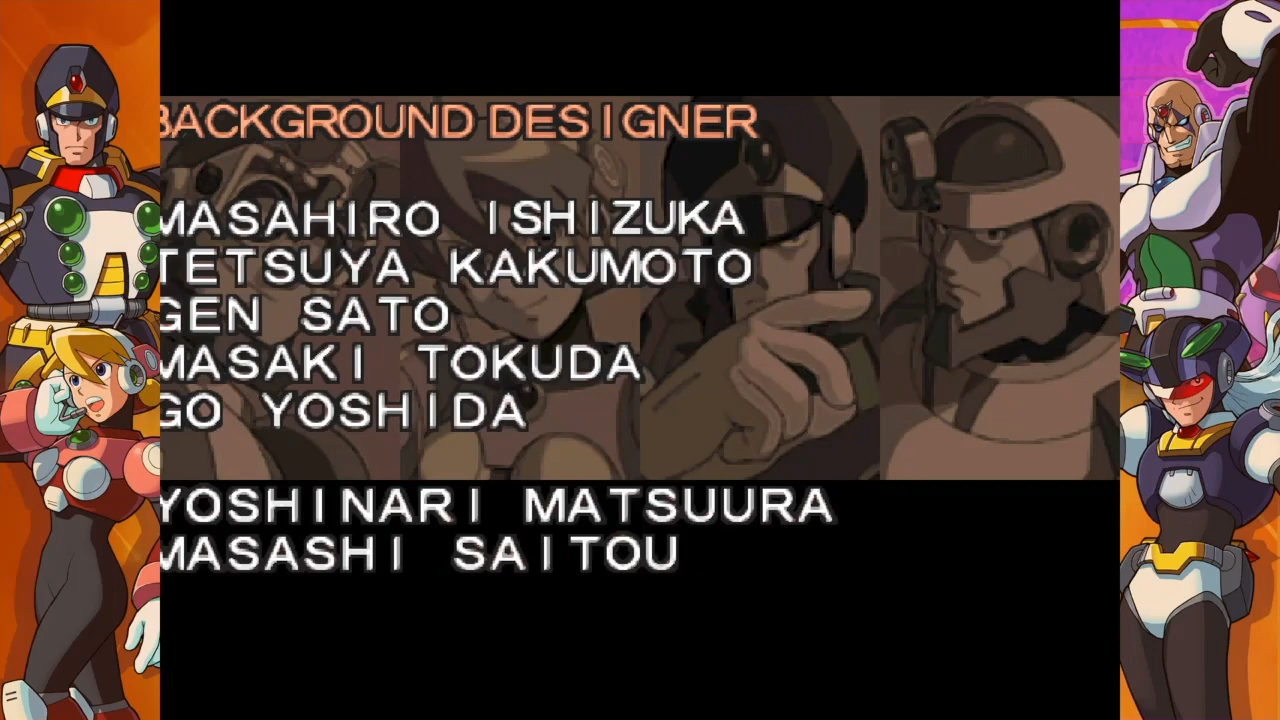 BACKGROUND DESIGNER
MASAHIRO ISHIZUKA
TETSUYA KAKUMOTO
GEN SATO
MASAKI TOKUDA
GO YOSHIDA
YOSHINARI MATSUURA
MASASHI SAITOU